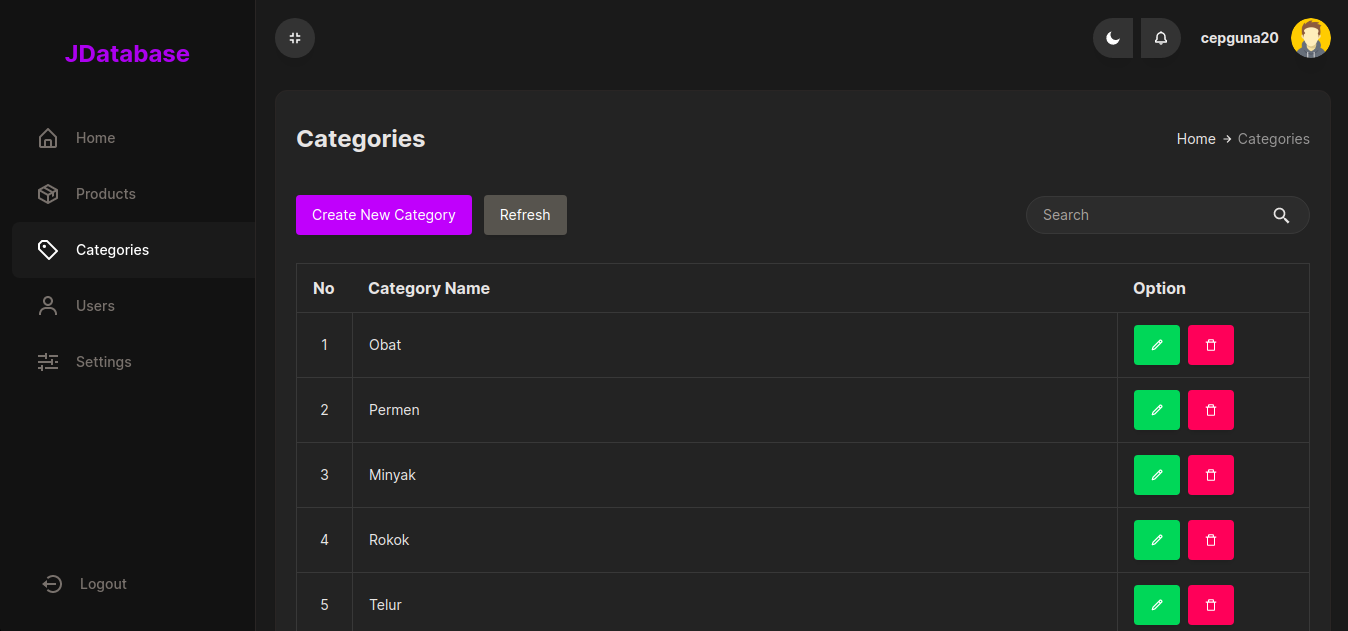 JDatabase
Home
Products
Categories
Users
Settings
Logout
cepguna20
Categories
Home → Categories
Create New Category Refresh Search
No Category Name Option
1 Obat
2 Permen
3 Minyak
4 Rokok
5 Telur